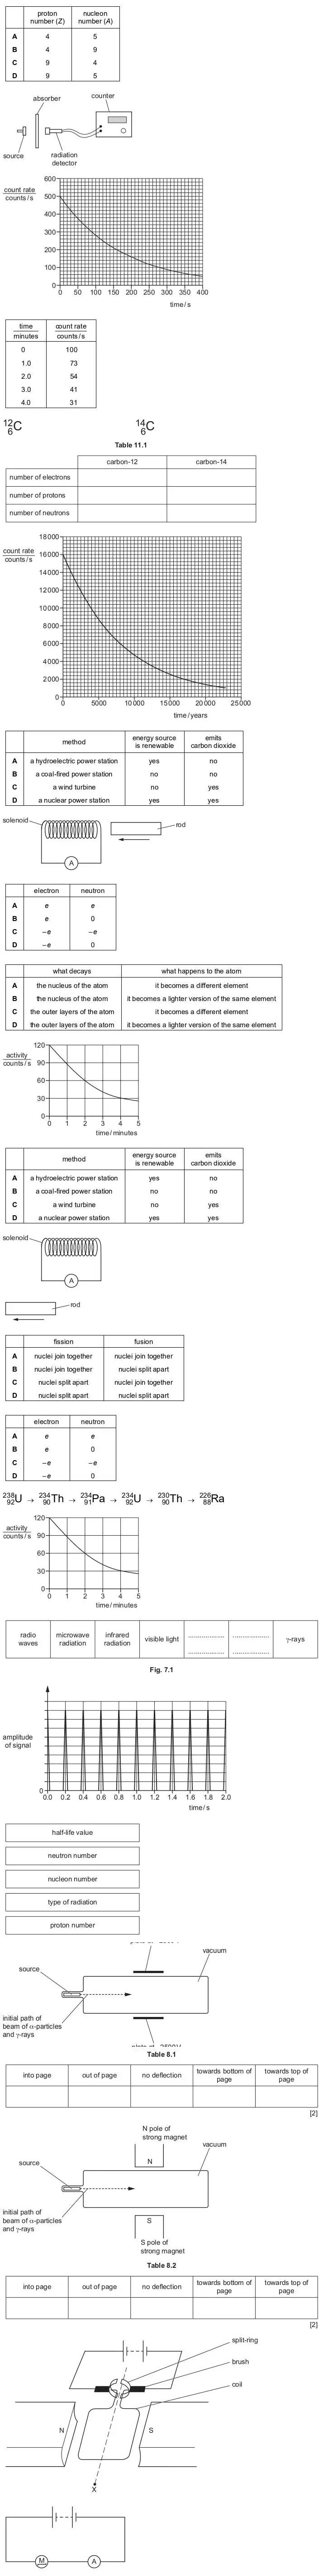 proton number (Z) nucleon number (A)
A 4 5
B 4 9
C 9 4
D 9 5
absorber
counter
source
radiation detector
count rate
counts / s
600
500
400
300
200
100
0
0 50 100 150 200 250 300 350 400
time / s
time / minutes count rate / counts / s
0 100
1.0 73
2.0 54
3.0 41
4.0 31
12 6 C 14 6 C
Table 11.1
carbon-12 carbon-14
number of electrons
number of protons
number of neutrons
18000
count rate
counts / s
16000
14000
12000
10000
8000
6000
4000
2000
0
0 5000 10000 15000 20000 25000
time / years
method energy source is renewable emits carbon dioxide
A a hydroelectric power station yes no
B a coal-fired power station no no
C a wind turbine no yes
D a nuclear power station yes yes
solenoid
rod
A
electron neutron
A e e
B e 0
C –e –e
D –e 0
what decays what happens to the atom
A the nucleus of the atom it becomes a different element
B the nucleus of the atom it becomes a lighter version of the same element
C the outer layers of the atom it becomes a different element
D the outer layers of the atom it becomes a lighter version of the same element
activity
counts / s
120
90
60
30
0
0 1 2 3 4 5
time / minutes
method energy source is renewable emits carbon dioxide
A a hydroelectric power station yes no
B a coal-fired power station no no
C a wind turbine no yes
D a nuclear power station yes yes
solenoid
A
rod
fission fusion
A nuclei join together nuclei join together
B nuclei join together nuclei split apart
C nuclei split apart nuclei join together
D nuclei split apart nuclei split apart
electron neutron
A e e
B e 0
C –e –e
D –e 0
238 92 U → 234 90 Th → 234 91 Pa → 234 92 U → 230 90 Th → 226 88 Ra
activity
counts / s
120
90
60
30
0
0 1 2 3 4 5
time / minutes
radio waves microwave radiation infrared radiation visible light .................... .................... γ-rays
.................... ....................
Fig. 7.1
amplitude of signal
0
0.0 0.2 0.4 0.6 0.8 1.0 1.2 1.4 1.6 1.8 2.0
time / s
half-life value
neutron number
nucleon number
type of radiation
proton number
vacuum
source
initial path of beam of α-particles and γ-rays
Table 8.1
into page out of page no deflection towards bottom of page towards top of page
[2]
N pole of strong magnet
vacuum
source
N
S
initial path of beam of α-particles and γ-rays
S pole of strong magnet
Table 8.2
into page out of page no deflection towards bottom of page towards top of page
[2]
split-ring
brush
coil
N
S
X
M
A